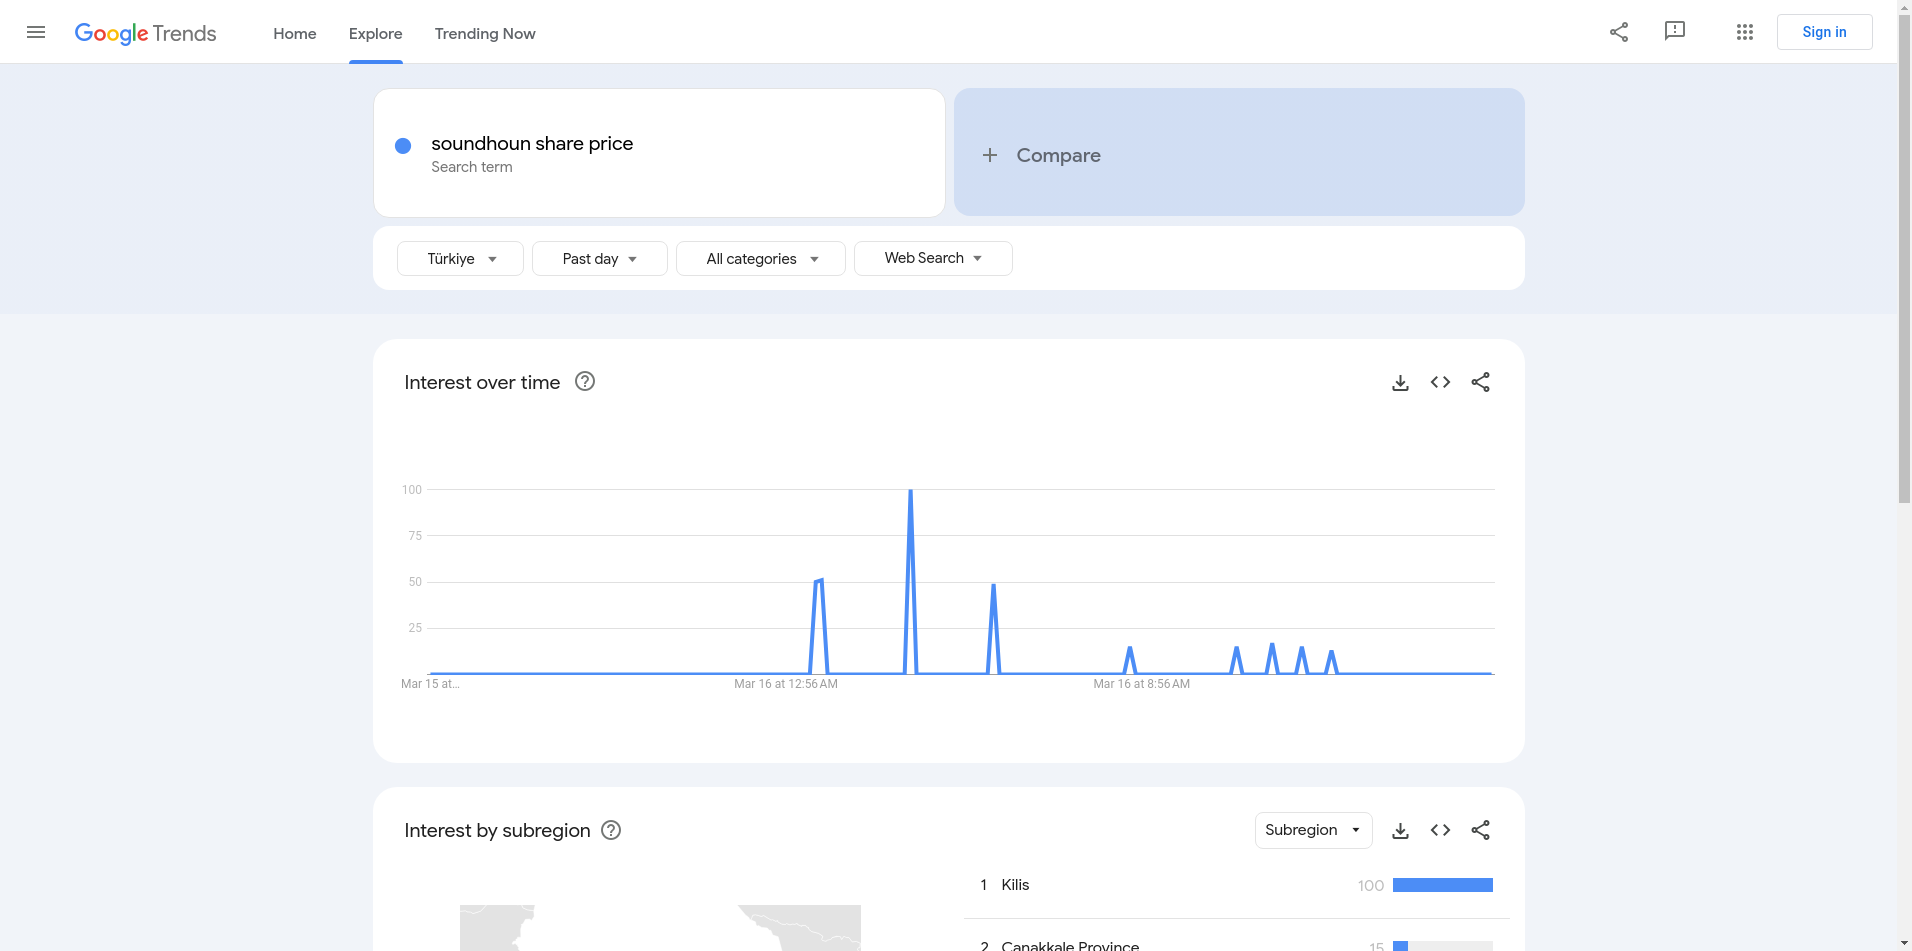 Google Trends
Home
Explore
Trending Now
Sign in
soundhoun share price
Search term
Compare
Türkiye
Past day
All categories
Web Search
Interest over time
100
75
50
25
Mar 15 at...
Mar 16 at 12:56 AM
Mar 16 at 8:56 AM
Interest by subregion
Subregion
1 Kilis 100
2 Canakkale Province 15